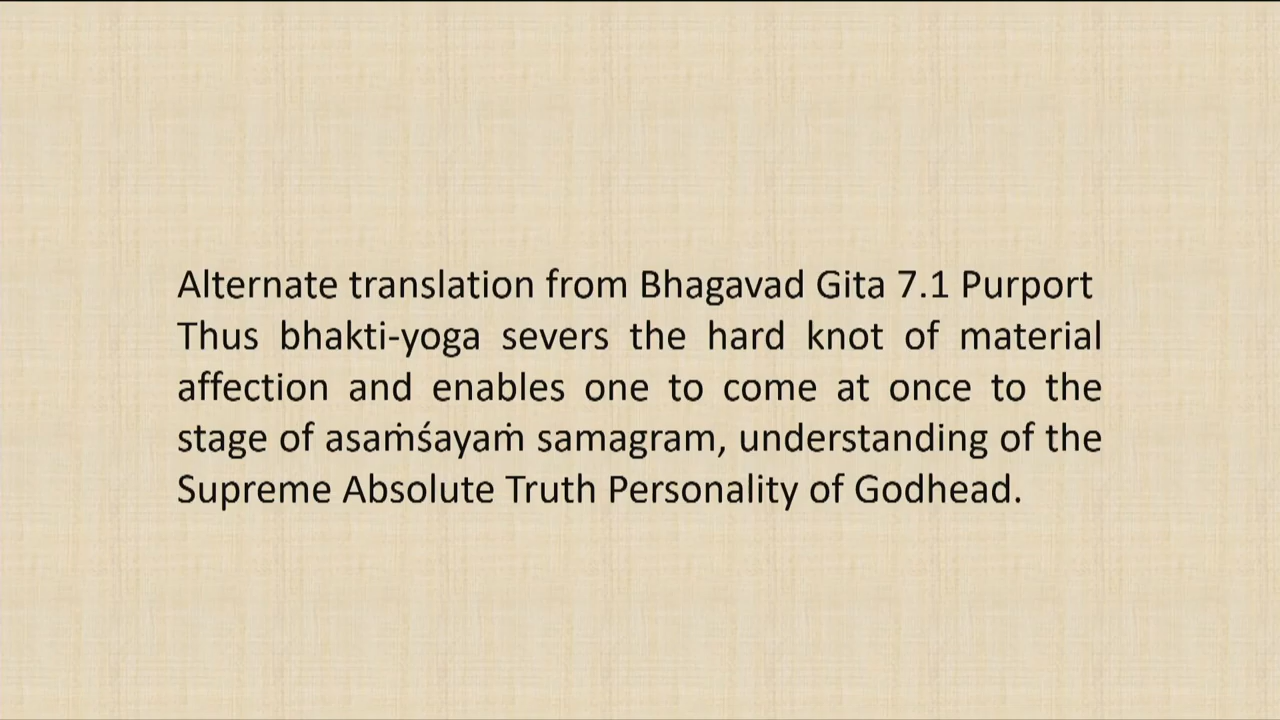 Alternate translation from Bhagavad Gita 7.1 Purport
Thus bhakti-yoga severs the hard knot of material
affection and enables one to come at once to the
stage of asaṁśayaṁ samagram, understanding of the
Supreme Absolute Truth Personality of Godhead.